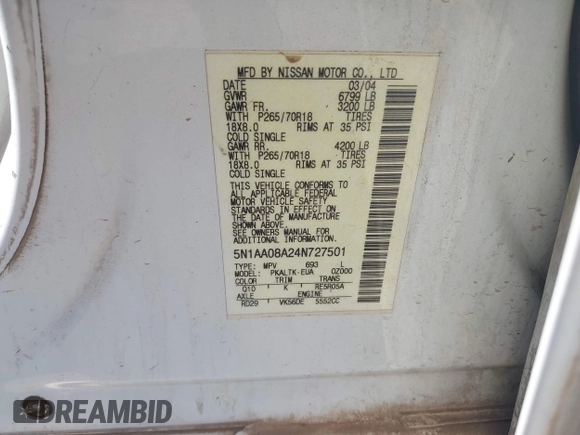 MFD BY NISSAN MOTOR CO., LTD
DATE 03/04
GVWR 6799 LB
GAWR FR. 3200 LB
WITH P265/70R18 TIRES
18X8.0 RIMS AT 35 PSI
COLD SINGLE
GAWR RR. 4200 LB
WITH P265/70R18 TIRES
18X8.0 RIMS AT 35 PSI
COLD SINGLE
THIS VEHICLE CONFORMS TO
ALL APPLICABLE FEDERAL
MOTOR VEHICLE SAFETY
STANDARDS IN EFFECT ON
THE DATE OF MANUFACTURE
SHOWN ABOVE.
SEE OWNERS MANUAL FOR
ADDITIONAL INFORMATION
5N1AA08A24N727501
TYPE: MPV 693 L
MODEL: PKALTK-EUA 0Z000
COLOR TRIM TRANS
Q10 K RE5R05A
AXLE ENGINE
RD29 VK56DE 5552CC
DREAMBID